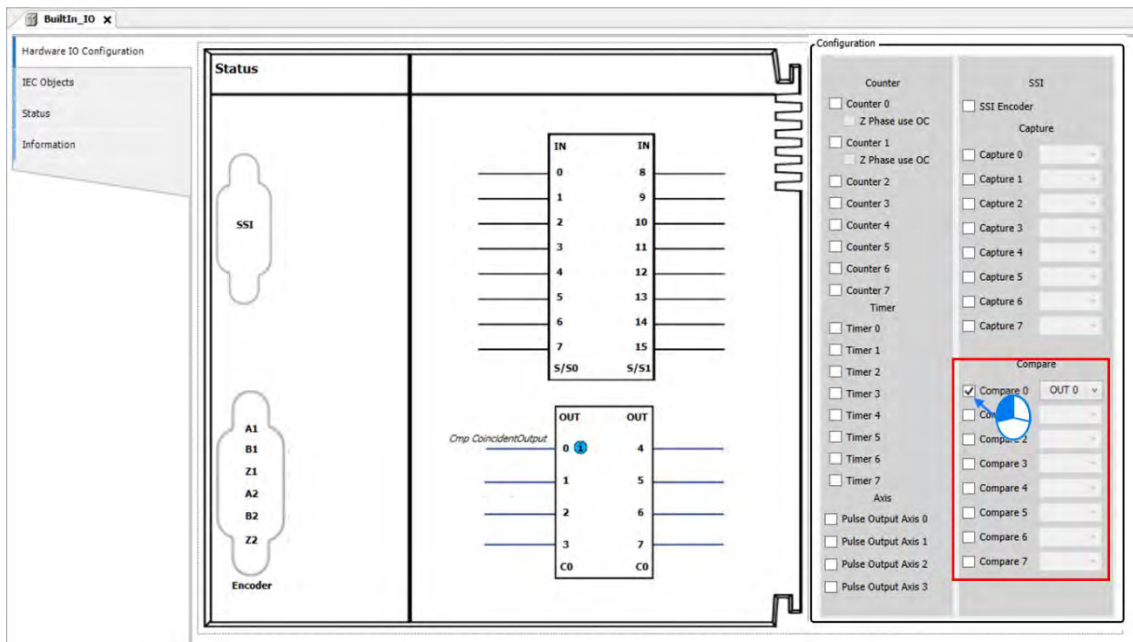 BuiltIn_IO x
Hardware IO Configuration
IEC Objects
Status
Information
Status
SSI
A1
B1
Z1
A2
B2
Z2
Encoder
IN IN
0 8
1 9
2 10
3 11
4 12
5 13
6 14
7 15
S/S0 S/S1
OUT OUT
Cmp CoincidentOutput 0 1 4
1 5
2 6
3 7
C0 C0
Configuration
Counter
Counter 0
Z Phase use OC
Counter 1
Z Phase use OC
Counter 2
Counter 3
Counter 4
Counter 5
Counter 6
Counter 7
Timer
Timer 0
Timer 1
Timer 2
Timer 3
Timer 4
Timer 5
Timer 6
Timer 7
Axis
Pulse Output Axis 0
Pulse Output Axis 1
Pulse Output Axis 2
Pulse Output Axis 3
SSI
SSI Encoder
Capture
Capture 0
Capture 1
Capture 2
Capture 3
Capture 4
Capture 5
Capture 6
Capture 7
Compare
Compare 0 OUT 0
Compare 2
Compare 3
Compare 4
Compare 5
Compare 6
Compare 7